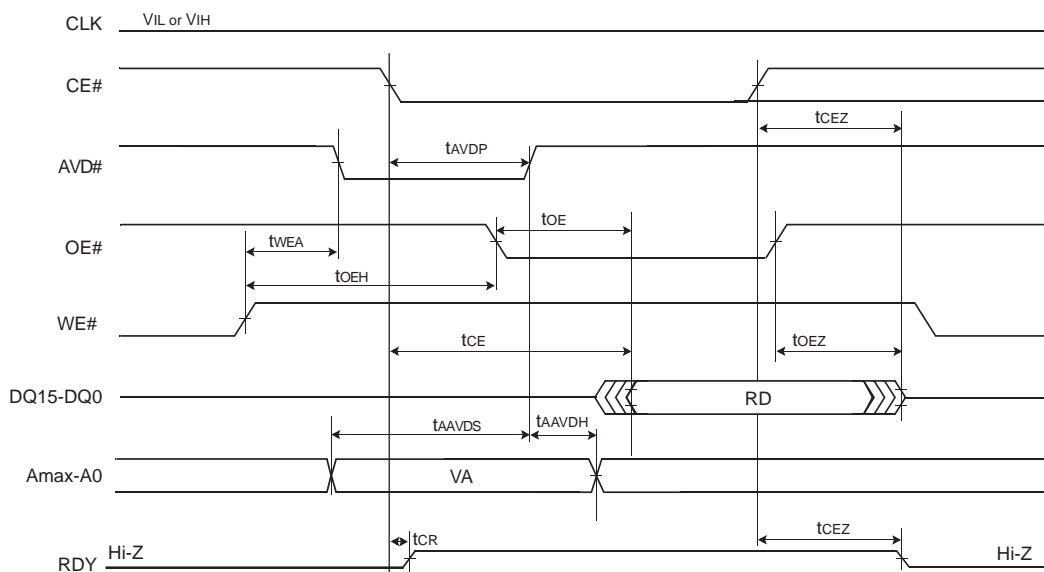 CLK VIL or VIH
CE#
tCEZ
AVD# tAVDP
OE# tWEA tOE
tOEH
WE#
tCE tOEZ
DQ15-DQ0 RD
tAAVDS tAAVDH
Amax-A0 VA
tCEZ
RDY Hi-Z tCR Hi-Z